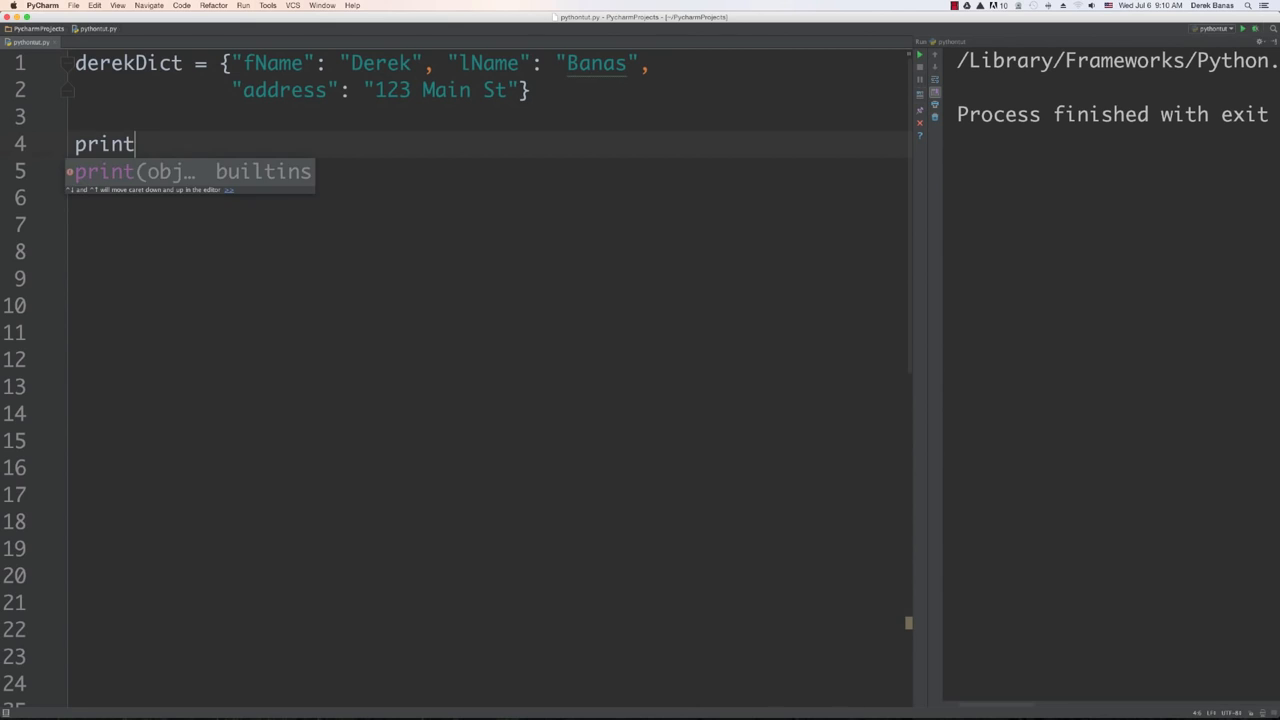 PyCharm File Edit View Navigate Code Refactor Run Tools VCS Window Help 10 Wed Jul 6 9:10 AM Derek Banas
pythontut.py - PycharmProjects - [~/PycharmProjects]
PycharmProjects pythontut.py pythontut
pythontut.py Run: pythontut
1 derekDict = {"fName": "Derek", "lName": "Banas",
/Library/Frameworks/Python.
2 "address": "123 Main St"}
3
Process finished with exit
4 print
5 print(obj… builtins
^↓ and ^↑ will move caret down and up in the editor >>
6
7
8
9
10
11
12
13
14
15
16
17
18
19
20
21
22
23
24
4:6 LF≑ UTF-8≑